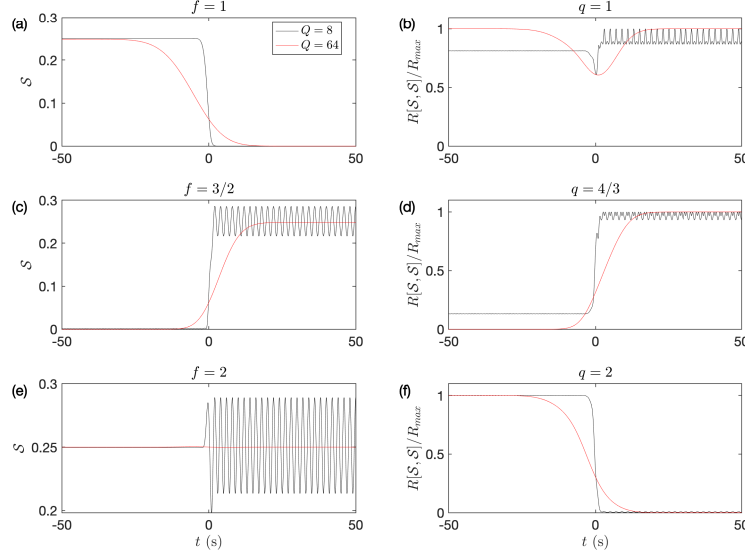 f = 1
q = 1
(a)
(b)
Q = 8
Q = 64
0.3
0.2
0.1
0
S
-50
0
50
1
0.5
0
R[S, S]/R_max
-50
0
50
f = 3/2
q = 4/3
(c)
(d)
0.3
0.2
0.1
0
S
-50
0
50
1
0.5
0
R[S, S]/R_max
-50
0
50
f = 2
q = 2
(e)
(f)
0.3
0.25
0.2
S
-50
0
50
t (s)
1
0.5
0
R[S, S]/R_max
-50
0
50
t (s)